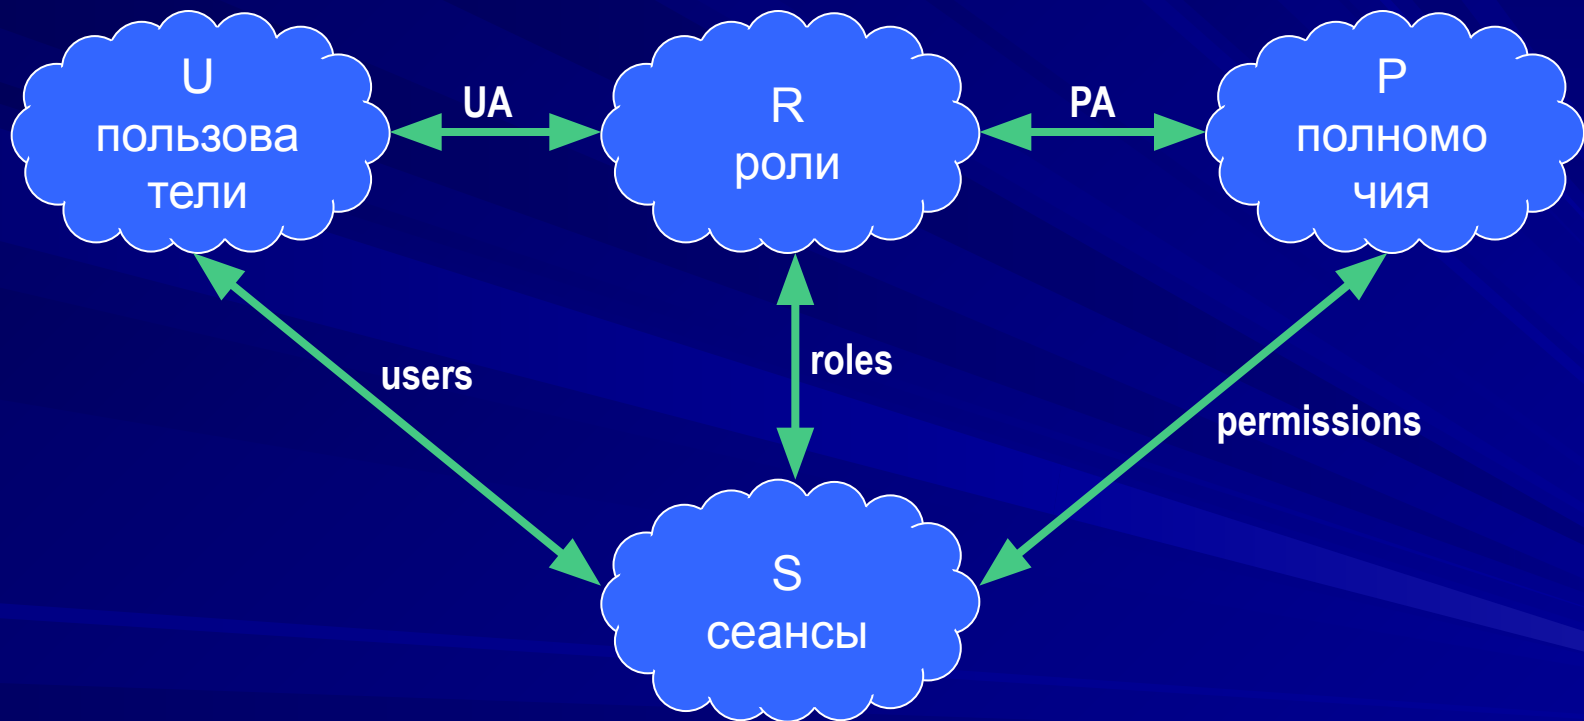 U
пользова
тели
UA
R
роли
PA
P
полномо
чия
users
roles
permissions
S
сеансы